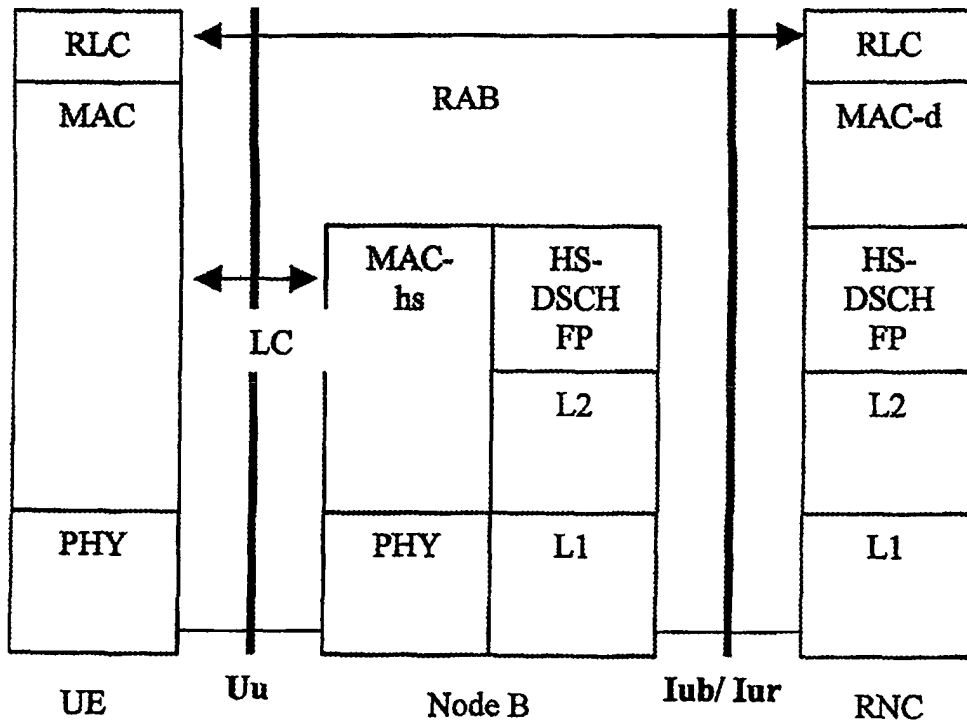 RLC
RLC
RAB
MAC
MAC-d
MAC-
hs
HS-
DSCH
FP
HS-
DSCH
FP
LC
L2
L2
PHY
PHY
L1
L1
UE
Uu
Node B
Iub/ Iur
RNC